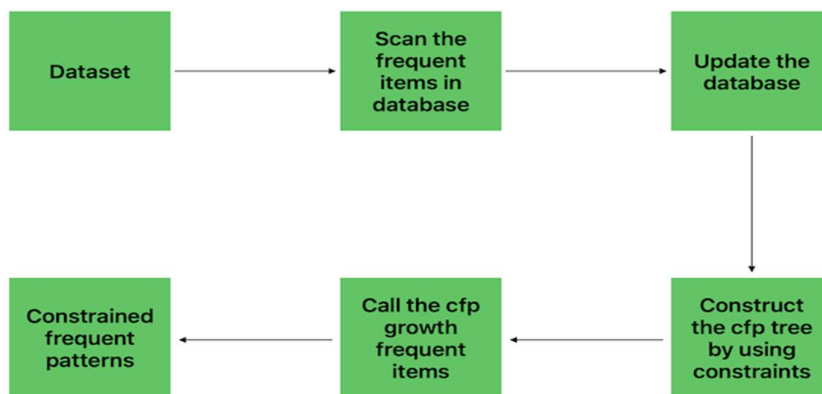 Dataset
Scan the
frequent
items in
database
Update the
database
Construct
the cfp tree
by using
constraints
Call the cfp
growth
frequent
items
Constrained
frequent
patterns